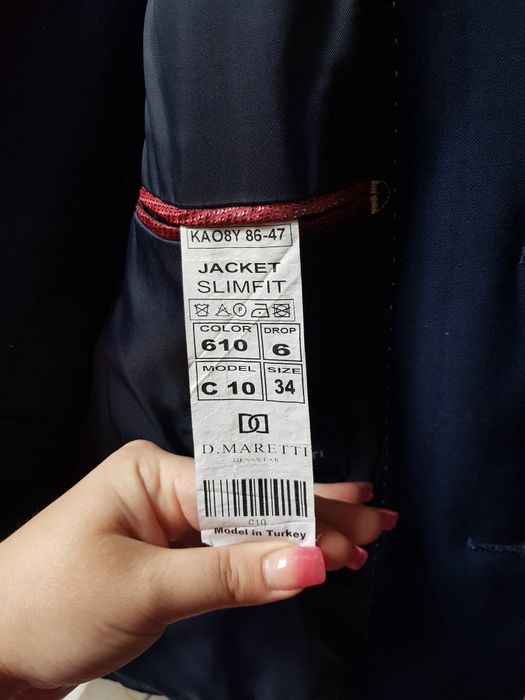 KAO8Y 86-47
JACKET
SLIMFIT
COLOR DROP
610 6
MODEL SIZE
C 10 34
D.MARETTI
MENSWEAR
C10
Model in Turkey